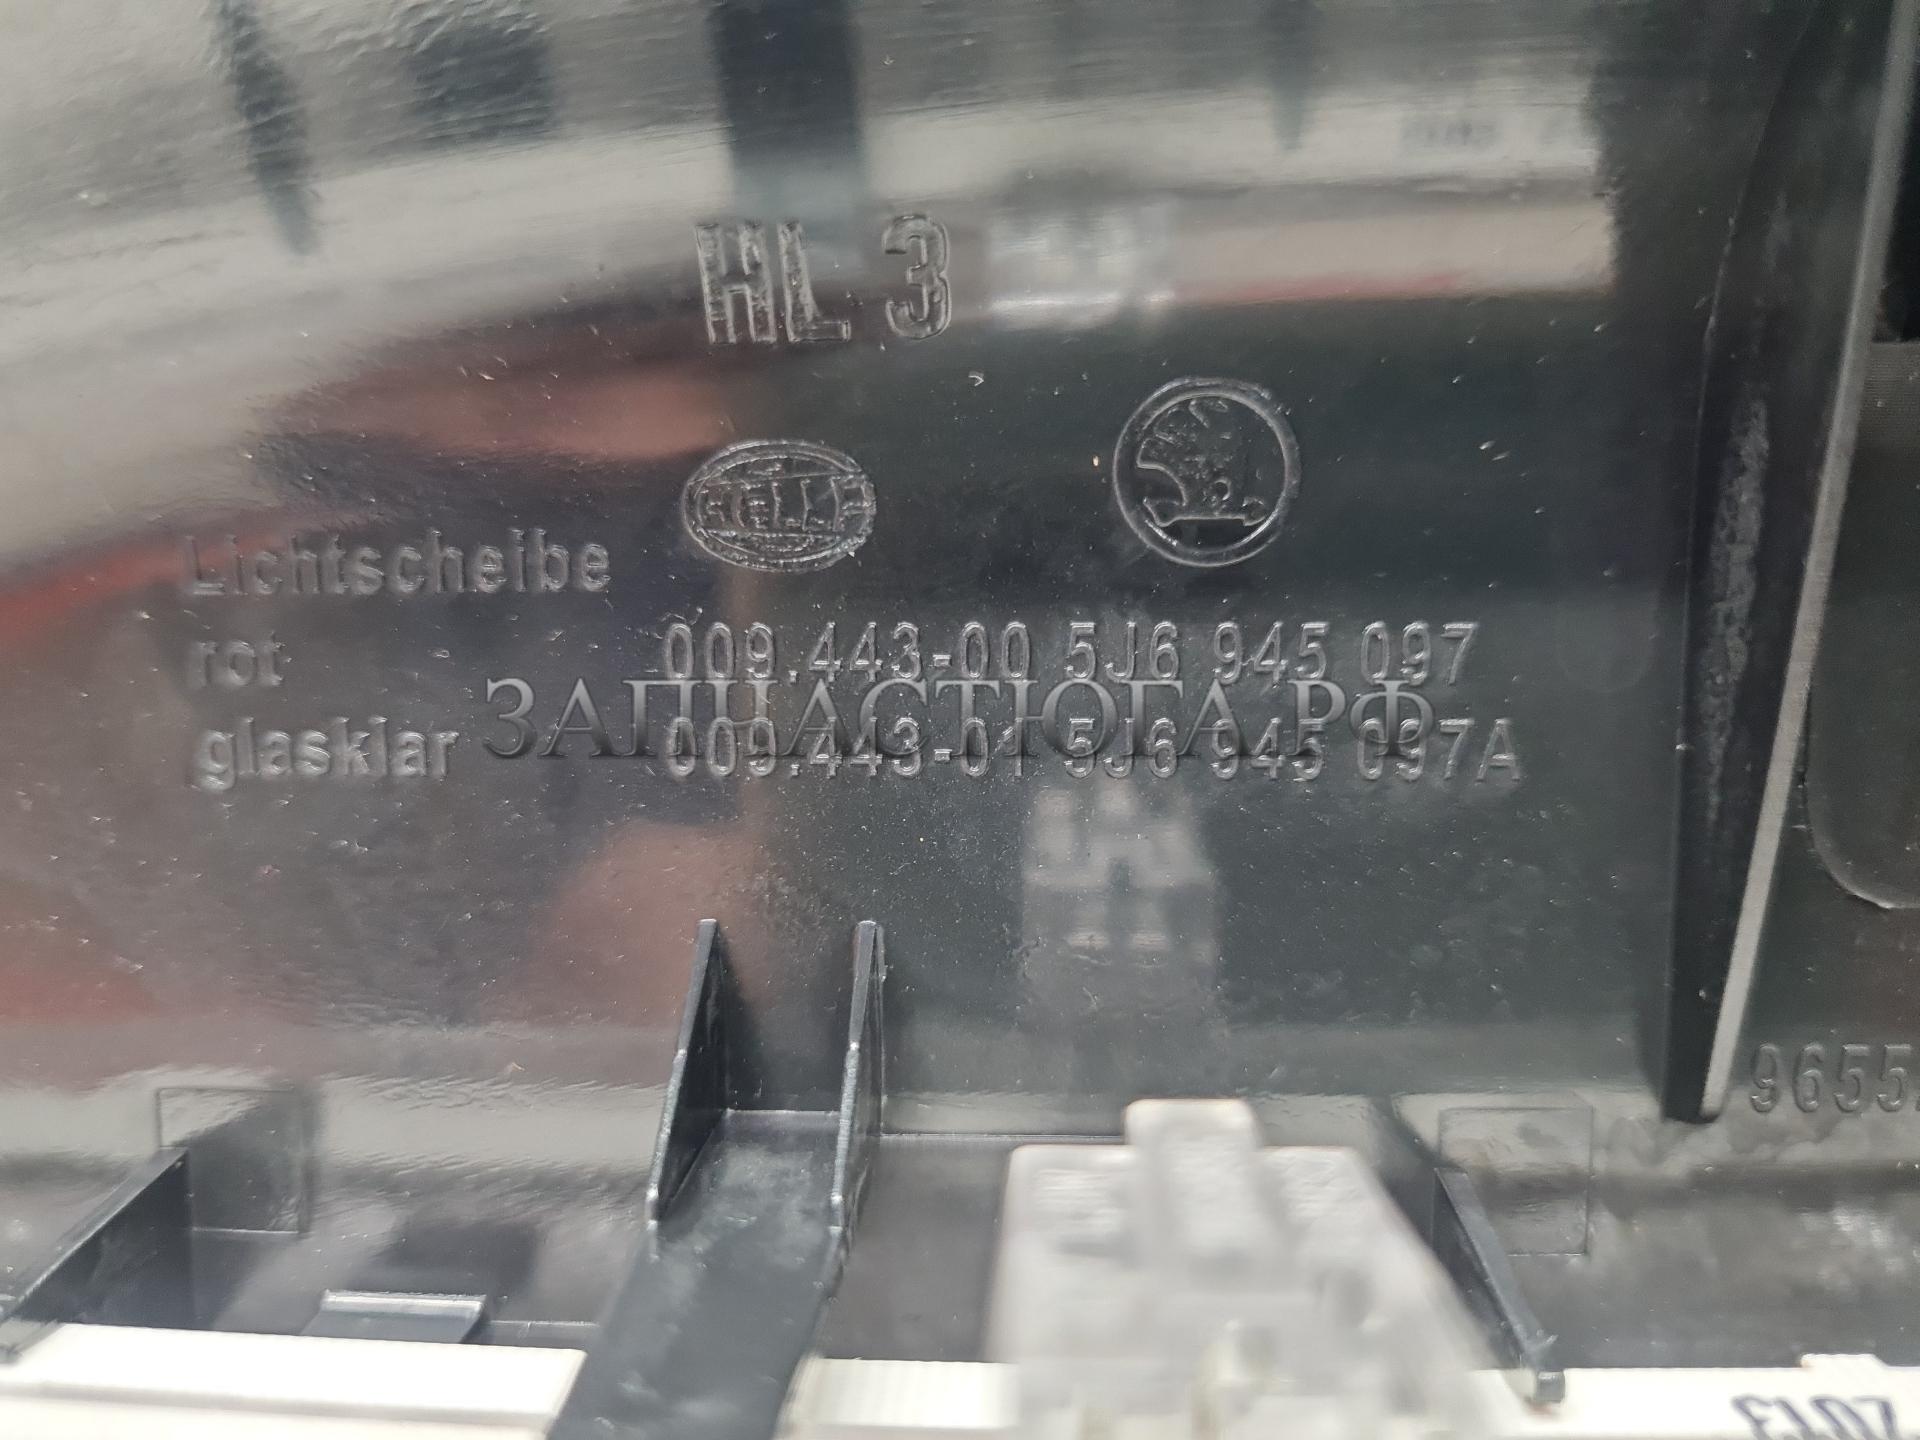 HL 3
HELLA
Lichtscheibe
rot 009.443-00 5J6 945 097
glasklar 009.443-01 5J6 945 097A
ЗАПЧАСТЮГА.РФ
9655